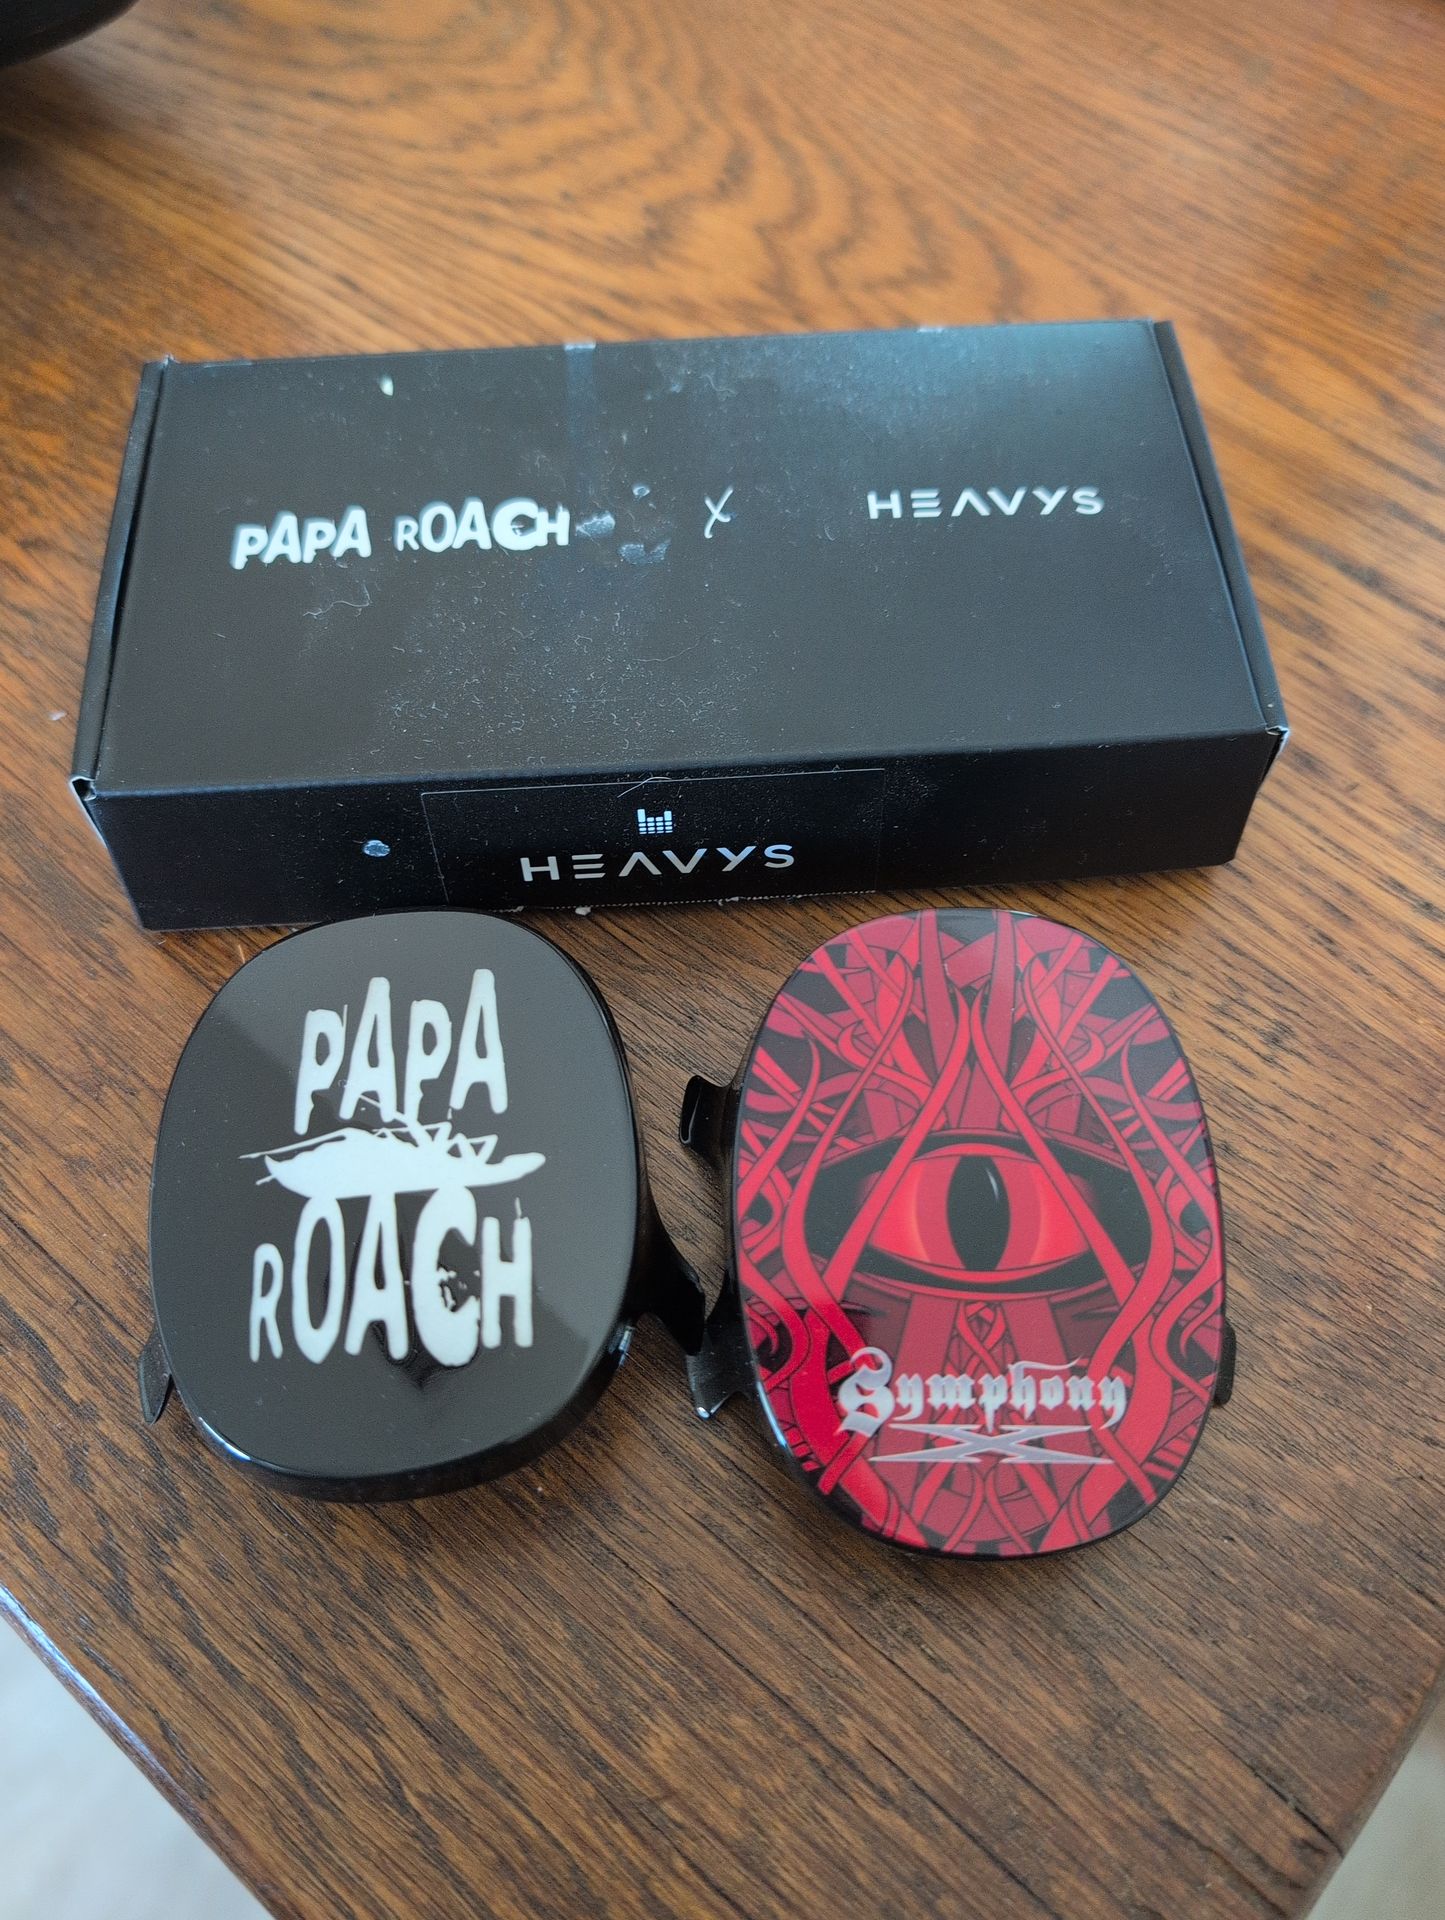 PAPA ROACH X HEAVYS
HEAVYS
PAPA
ROACH
Symphony
X